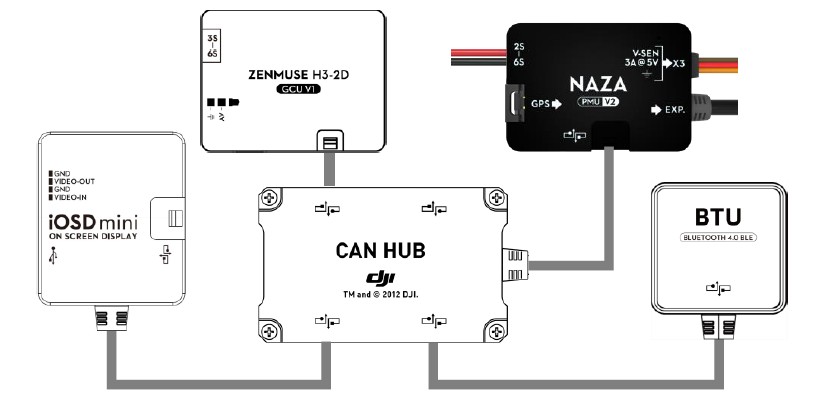 3S
6S
ZENMUSE H3-2D
GCU V1
AV
2S
6S
V-SEN
3A@5V
X3
NAZA
PMU V2
GPS
EXP.
GND
VIDEO-OUT
GND
VIDEO-IN
iOSD mini
ON SCREEN DISPLAY
CAN HUB
dji
TM and © 2012 DJI.
BTU
BLUETOOTH 4.0 BLE